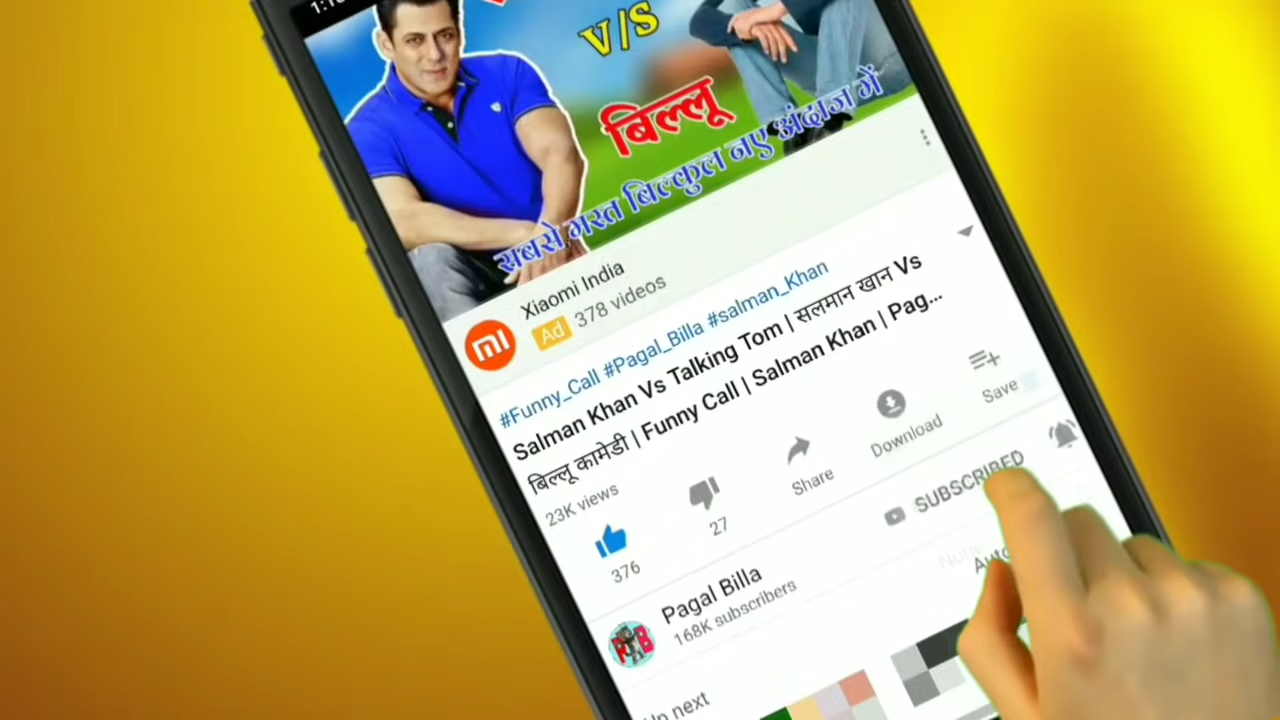 V/S
बिल्लू
सबसे मस्त बिल्कुल नए अंदाज में
Xiaomi India
Ad 378 videos
#Funny_Call #Pagal_Billa #salman_Khan
Salman Khan Vs Talking Tom | सलमान खान Vs
बिल्लू कामेडी | Funny Call | Salman Khan | Pag...
23K views
376
27
Share
Download
Save
Pagal Billa
168K subscribers
SUBSCRIBED
Up next